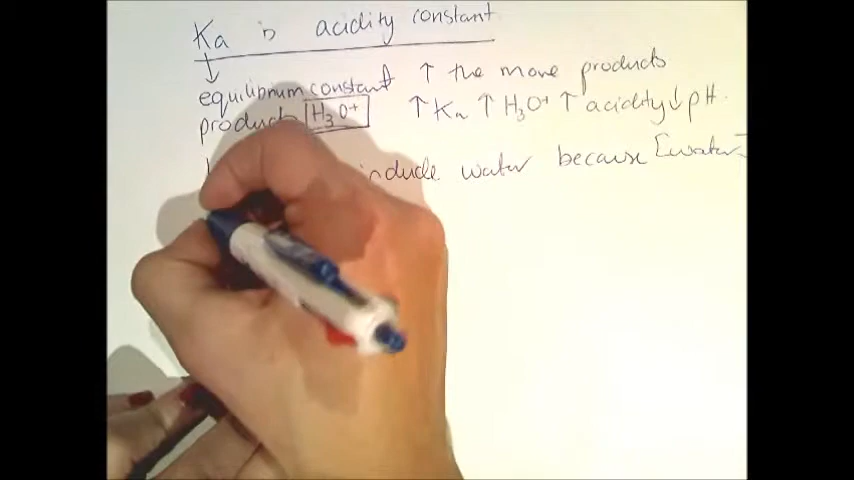 Ka is acidity constant
↓
equilibrium constant ↑ the more products
products H₃O⁺ ↑ Ka ↑ H₃O⁺ ↑ acidity ↓ pH.
include water because [water]